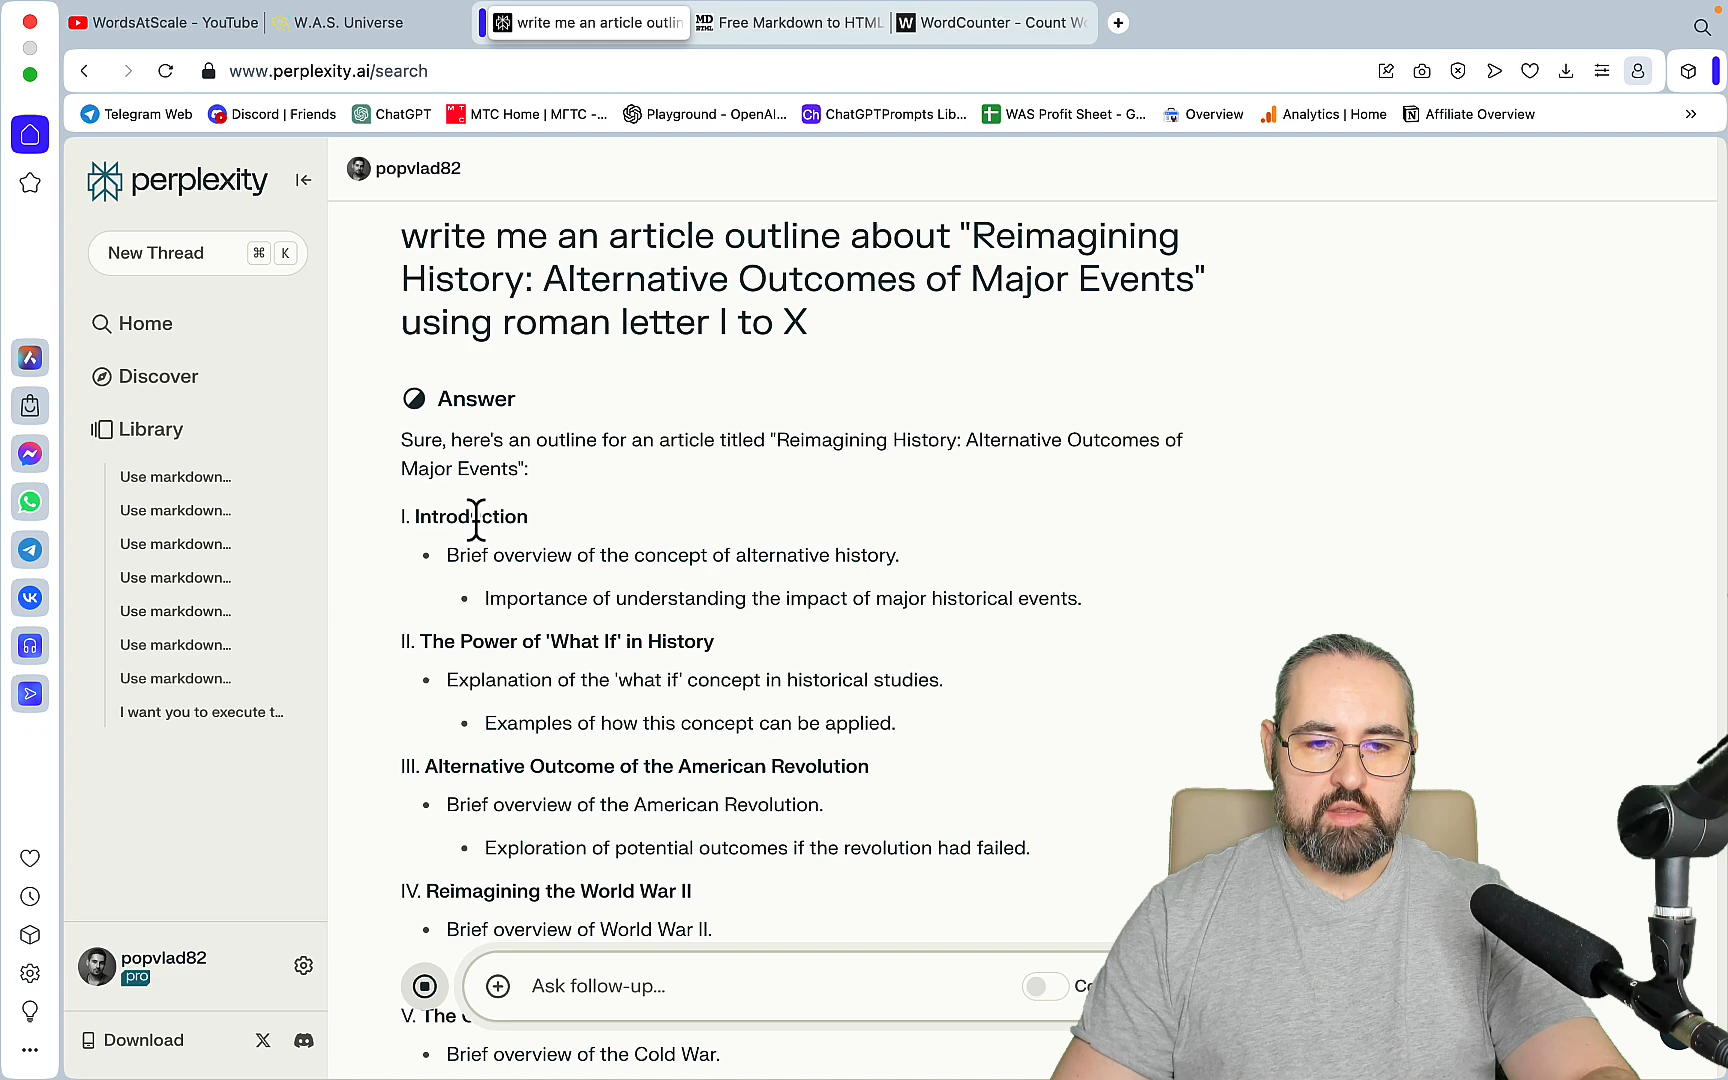 WordsAtScale - YouTube
W.A.S. Universe
write me an article outlin
MD HTML
Free Markdown to HTML
W
WordCounter - Count Wo
www.perplexity.ai/search
Telegram Web
Discord | Friends
ChatGPT
МТС
МТС Home | МГТС -...
Playground - OpenAI...
Ch
ChatGPTPrompts Lib...
WAS Profit Sheet - G...
Overview
Analytics | Home
Affiliate Overview
perplexity
New Thread
⌘ K
Home
Discover
Library
Use markdown...
Use markdown...
Use markdown...
Use markdown...
Use markdown...
Use markdown...
Use markdown...
I want you to execute t...
popvlad82
pro
Download
popvlad82
write me an article outline about "Reimagining
History: Alternative Outcomes of Major Events"
using roman letter I to X
Answer
Sure, here's an outline for an article titled "Reimagining History: Alternative Outcomes of
Major Events":
I. Introduction
• Brief overview of the concept of alternative history.
• Importance of understanding the impact of major historical events.
II. The Power of 'What If' in History
• Explanation of the 'what if' concept in historical studies.
• Examples of how this concept can be applied.
III. Alternative Outcome of the American Revolution
• Brief overview of the American Revolution.
• Exploration of potential outcomes if the revolution had failed.
IV. Reimagining the World War II
• Brief overview of World War II.
Ask follow-up...
Co
V. The C
• Brief overview of the Cold War.